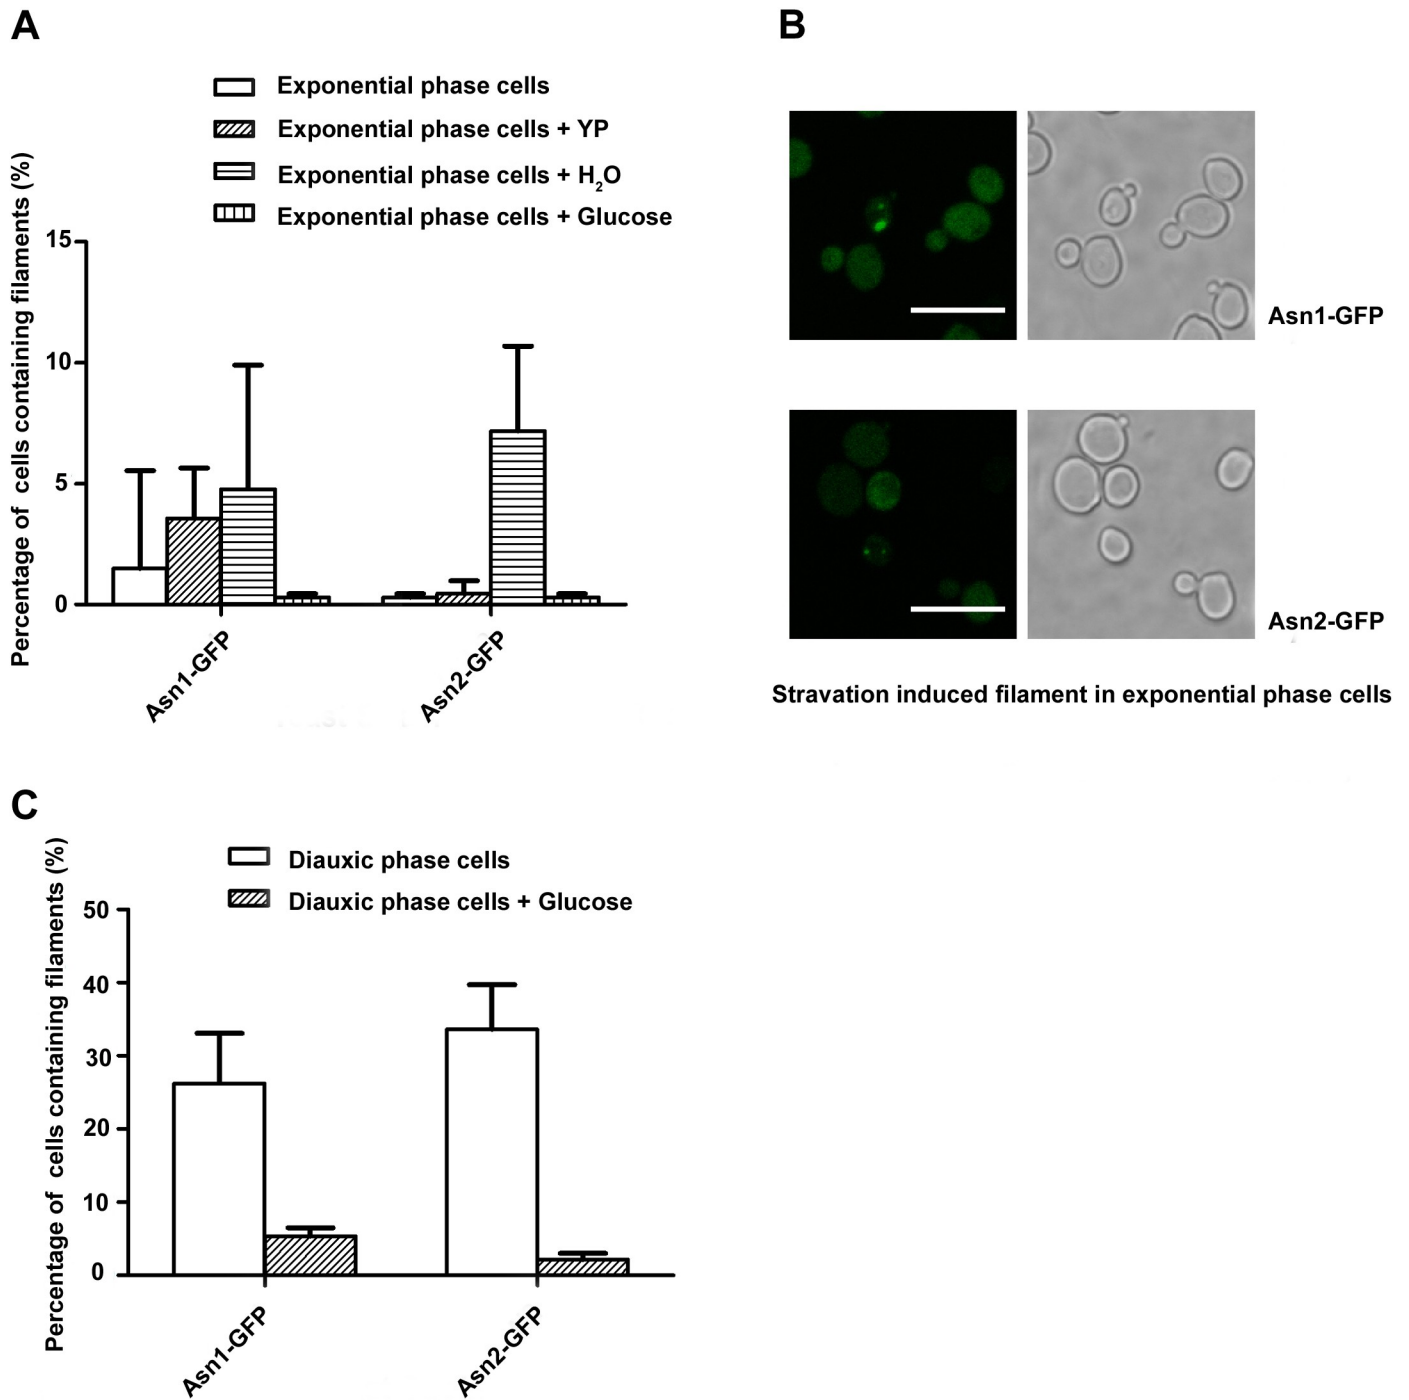 A
Exponential phase cells
Exponential phase cells + YP
Exponential phase cells + H₂O
Exponential phase cells + Glucose
Percentage of cells containing filaments (%)
15
10
5
0
Asn1-GFP
Asn2-GFP
B
Asn1-GFP
Asn2-GFP
Stravation induced filament in exponential phase cells
C
Diauxic phase cells
Diauxic phase cells + Glucose
Percentage of cells containing filaments (%)
50
40
30
20
10
0
Asn1-GFP
Asn2-GFP